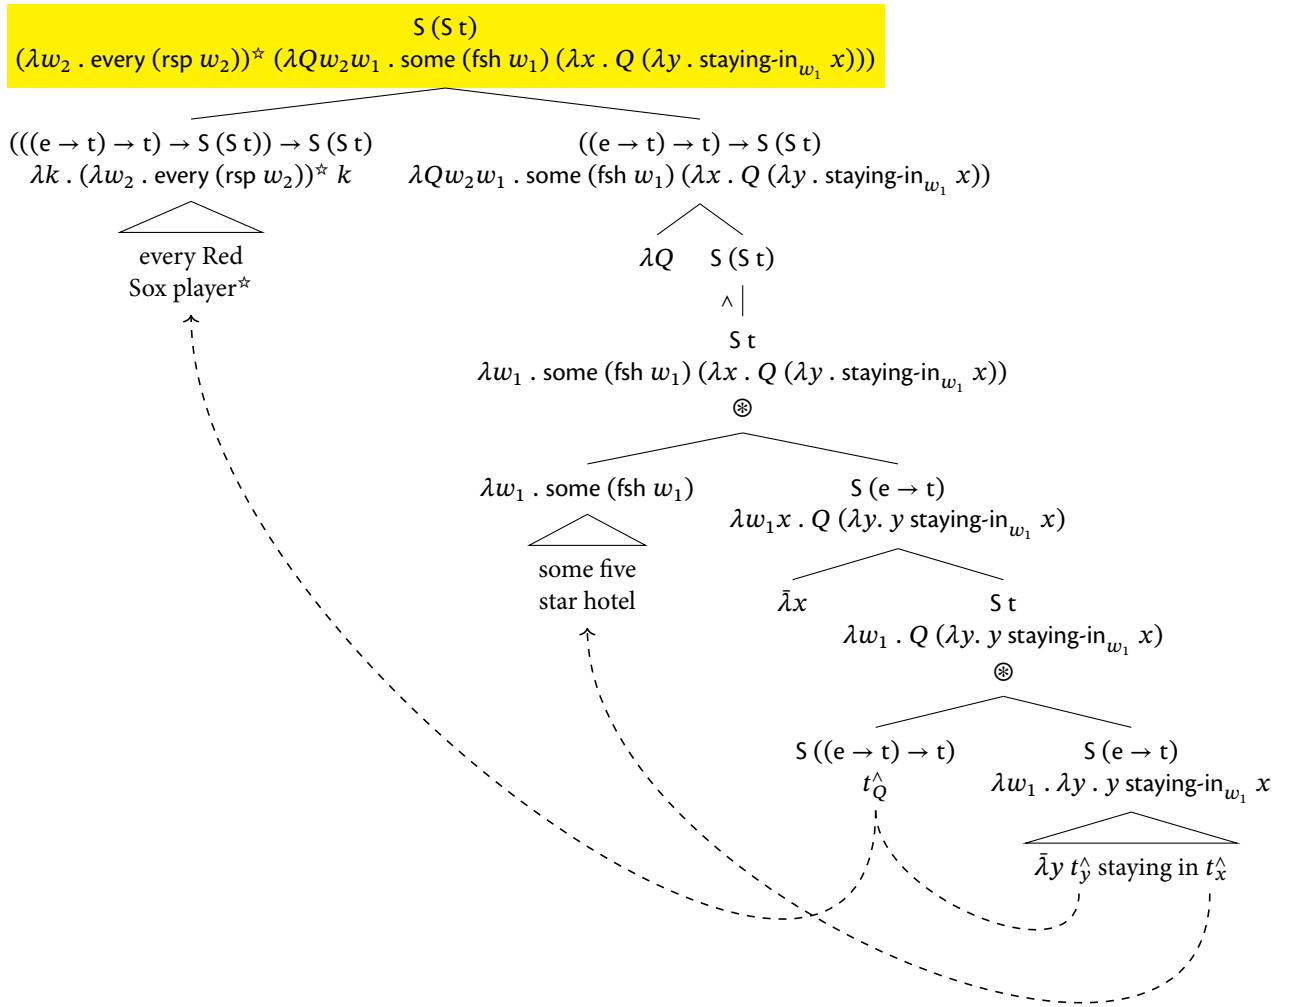 S (S t)
(λw₂ . every (rsp w₂))☆ (λQw₂w₁ . some (fsh w₁) (λx . Q (λy . staying-in_w₁ x)))
(((e → t) → t) → S (S t)) → S (S t)
λk . (λw₂ . every (rsp w₂))☆ k
((e → t) → t) → S (S t)
λQw₂w₁ . some (fsh w₁) (λx . Q (λy . staying-in_w₁ x))
every Red
Sox player☆
λQ
S (S t)
^
S t
λw₁ . some (fsh w₁) (λx . Q (λy . staying-in_w₁ x))
⊛
λw₁ . some (fsh w₁)
S (e → t)
λw₁x . Q (λy. y staying-in_w₁ x)
some five
star hotel
λ̄x
S t
λw₁ . Q (λy. y staying-in_w₁ x)
⊛
S ((e → t) → t)
t^_Q
S (e → t)
λw₁ . λy . y staying-in_w₁ x
λ̄y t^_y staying in t^_x